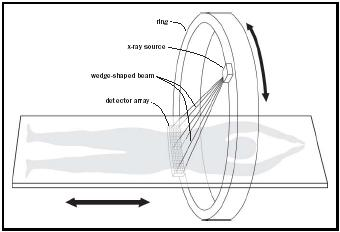 ring
x-ray source
wedge-shaped beam
detector array